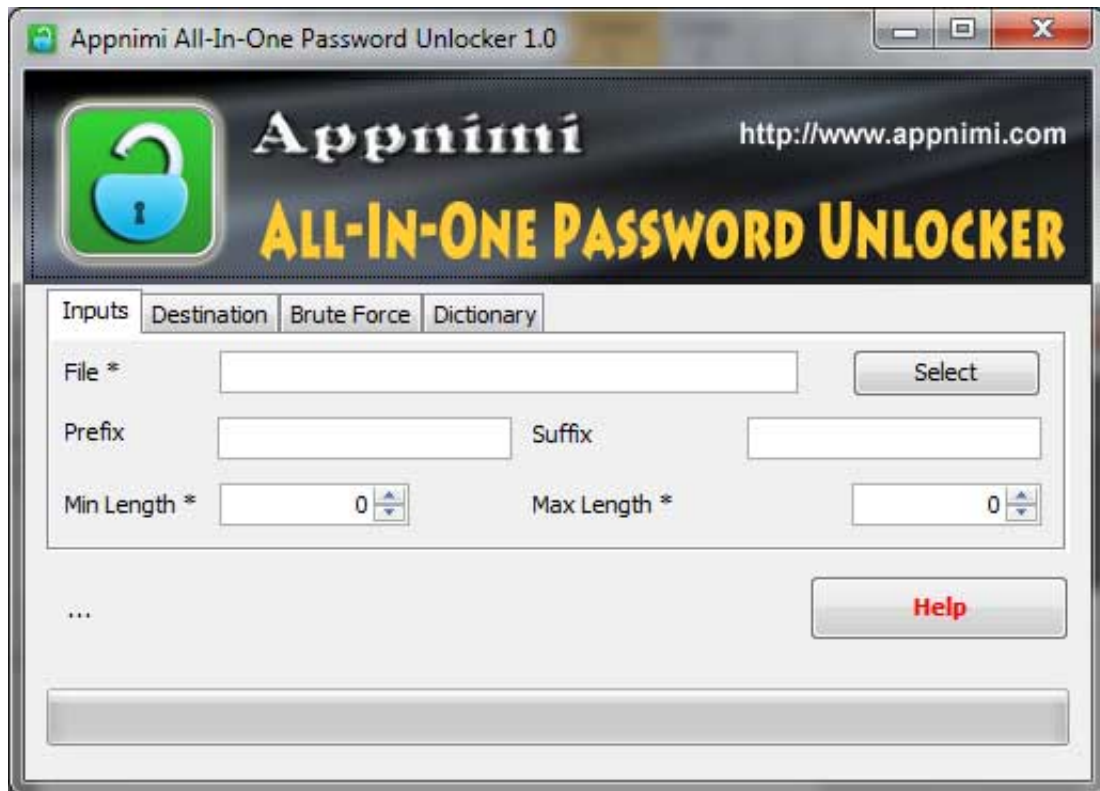 Appnimi All-In-One Password Unlocker 1.0
Appnimi
http://www.appnimi.com
ALL-IN-ONE PASSWORD UNLOCKER
Inputs Destination Brute Force Dictionary
File * Select
Prefix Suffix
Min Length * 0 Max Length * 0
... Help